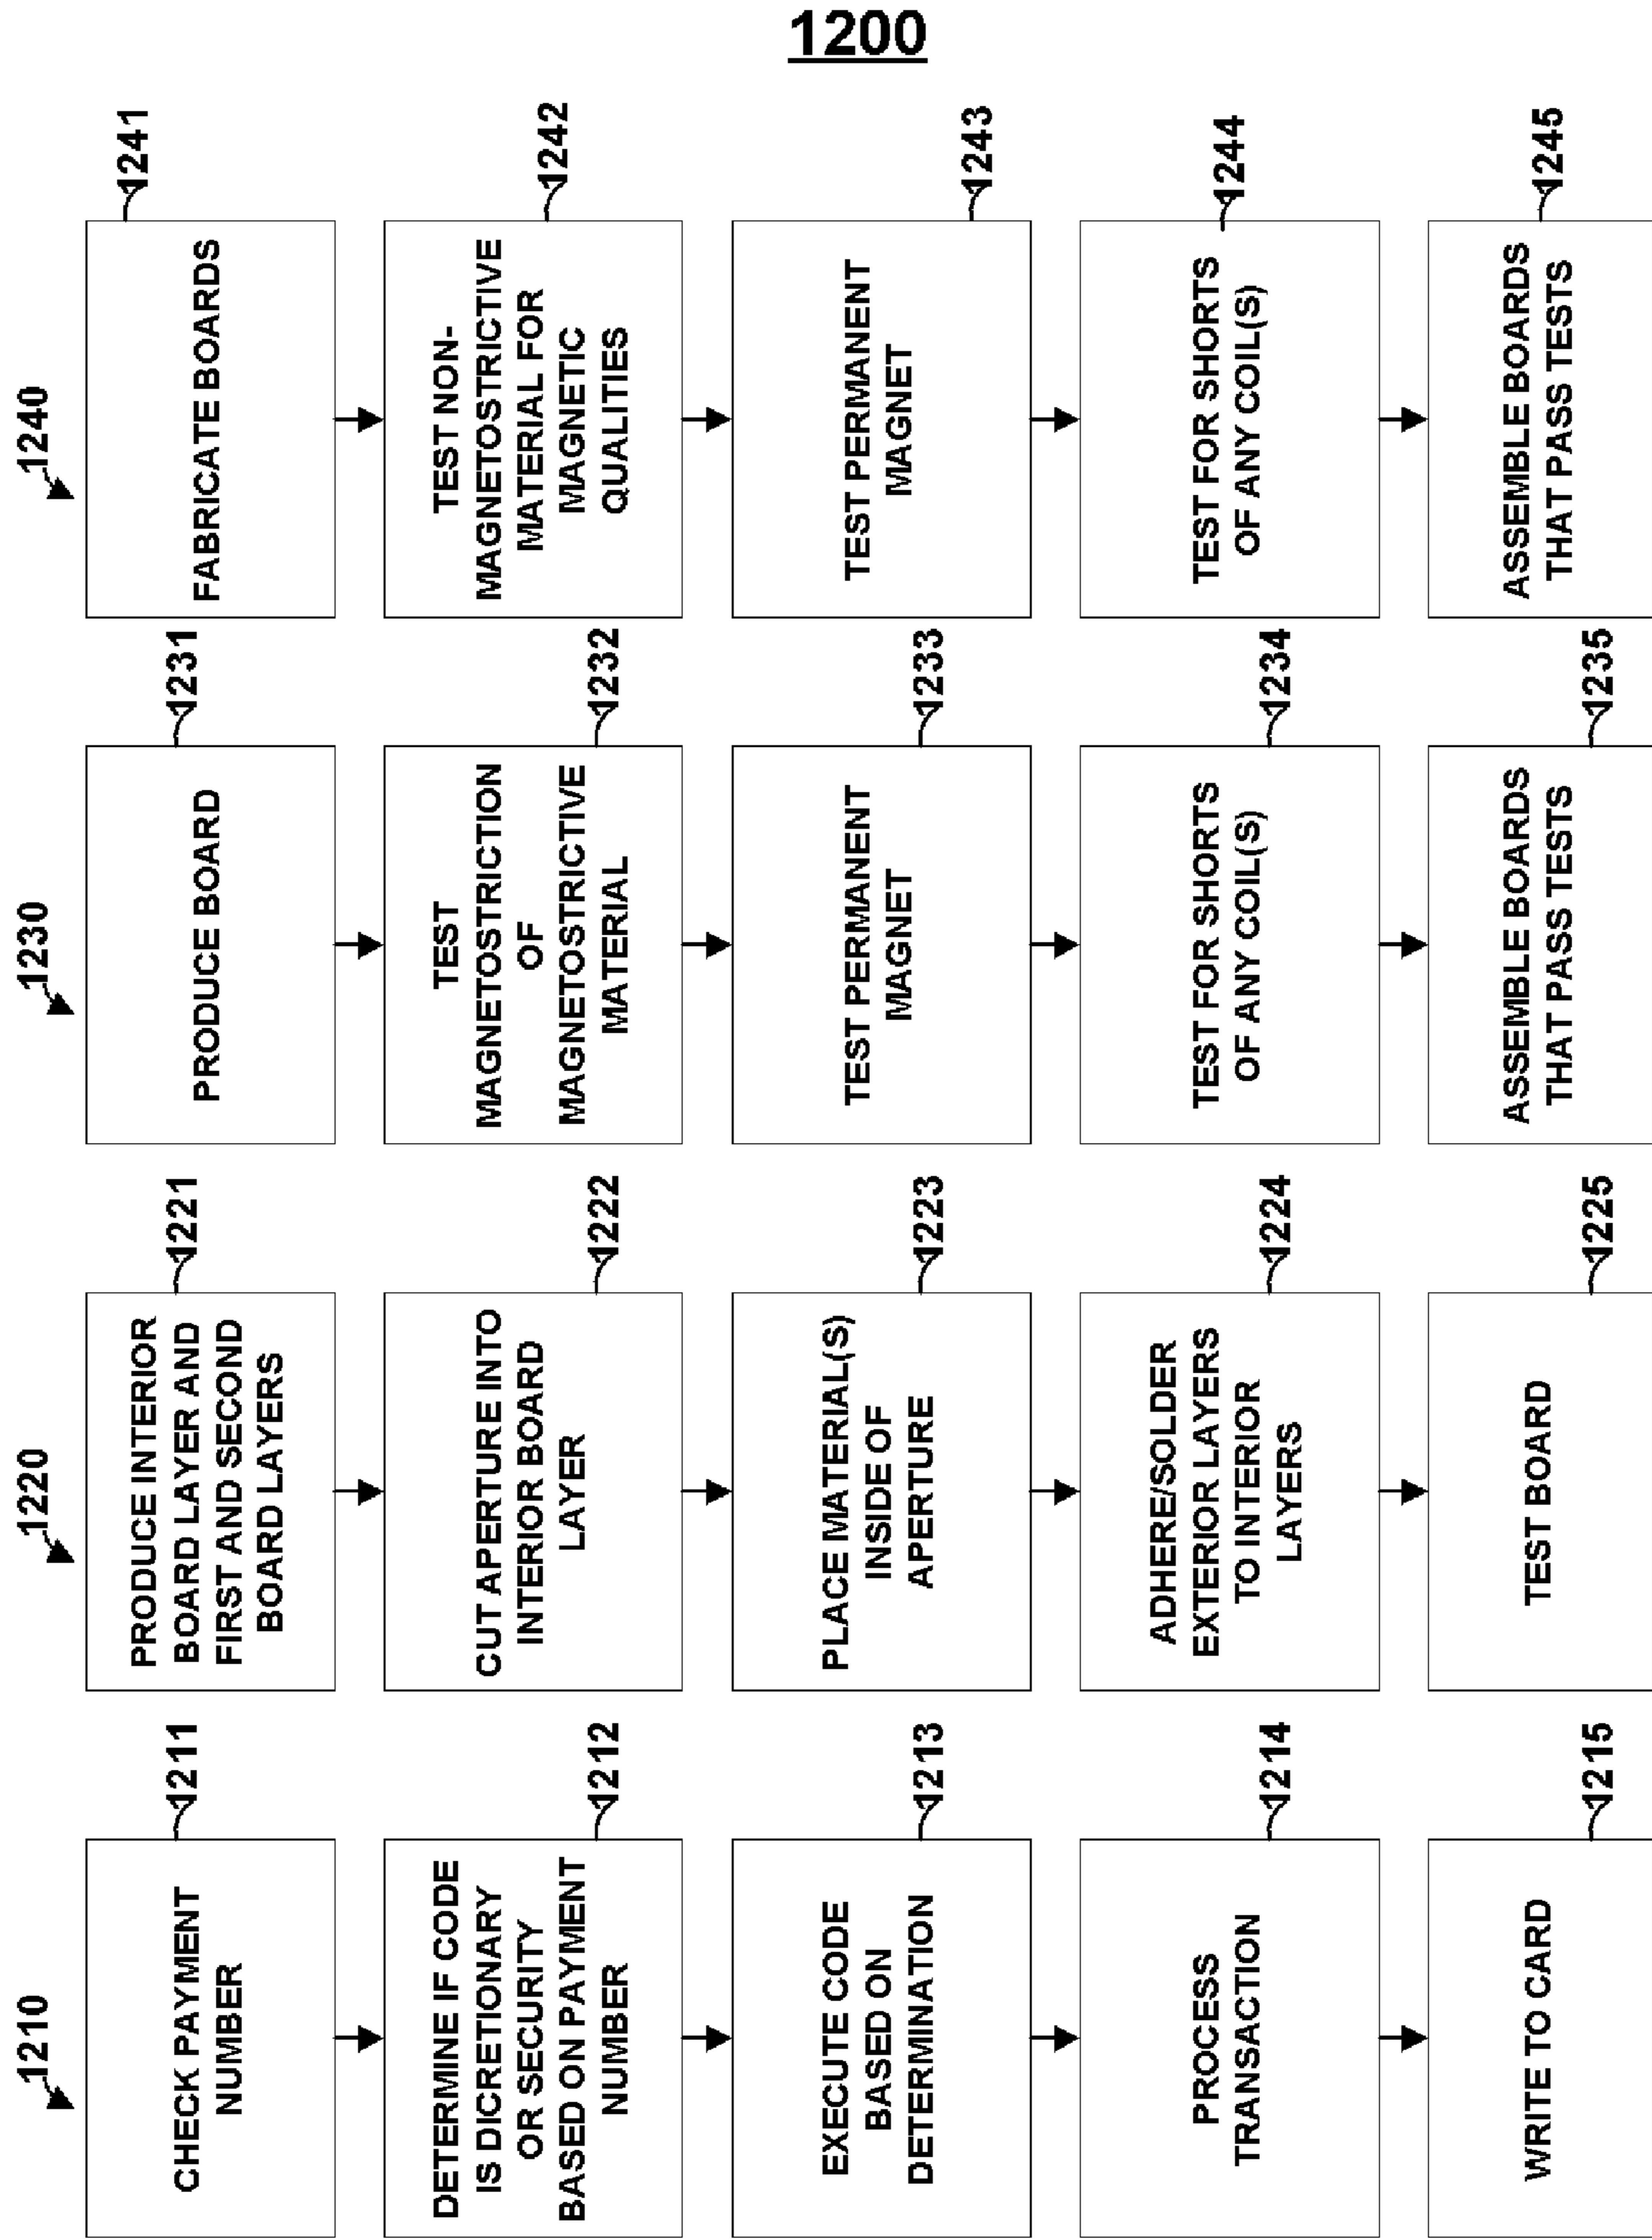 1200
1210
CHECK PAYMENT
NUMBER
1211
DETERMINE IF CODE
IS DICRETIONARY
OR SECURITY
BASED ON PAYMENT
NUMBER
1212
EXECUTE CODE
BASED ON
DETERMINATION
1213
PROCESS
TRANSACTION
1214
WRITE TO CARD
1215
1220
PRODUCE INTERIOR
BOARD LAYER AND
FIRST AND SECOND
BOARD LAYERS
1221
CUT APERTURE INTO
INTERIOR BOARD
LAYER
1222
PLACE MATERIAL(S)
INSIDE OF
APERTURE
1223
ADHERE/SOLDER
EXTERIOR LAYERS
TO INTERIOR
LAYERS
1224
TEST BOARD
1225
1230
PRODUCE BOARD
1231
TEST
MAGNETOSTRICTION
OF
MAGNETOSTRICTIVE
MATERIAL
1232
TEST PERMANENT
MAGNET
1233
TEST FOR SHORTS
OF ANY COIL(S)
1234
ASSEMBLE BOARDS
THAT PASS TESTS
1235
1240
FABRICATE BOARDS
1241
TEST NON-
MAGNETOSTRICTIVE
MATERIAL FOR
MAGNETIC
QUALITIES
1242
TEST PERMANENT
MAGNET
1243
TEST FOR SHORTS
OF ANY COIL(S)
1244
ASSEMBLE BOARDS
THAT PASS TESTS
1245